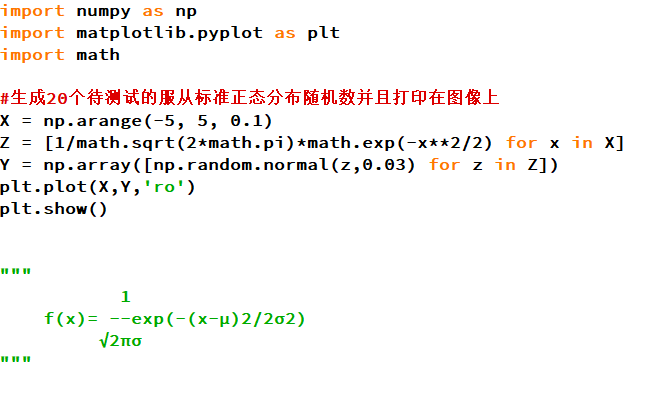 import numpy as np
import matplotlib.pyplot as plt
import math
#生成20个待测试的服从标准正态分布随机数并且打印在图像上
X = np.arange(-5, 5, 0.1)
Z = [1/math.sqrt(2*math.pi)*math.exp(-x**2/2) for x in X]
Y = np.array([np.random.normal(z,0.03) for z in Z])
plt.plot(X,Y,'ro')
plt.show()
"""
1
f(x)= --exp(-(x-μ)2/2σ2)
√2πσ
"""